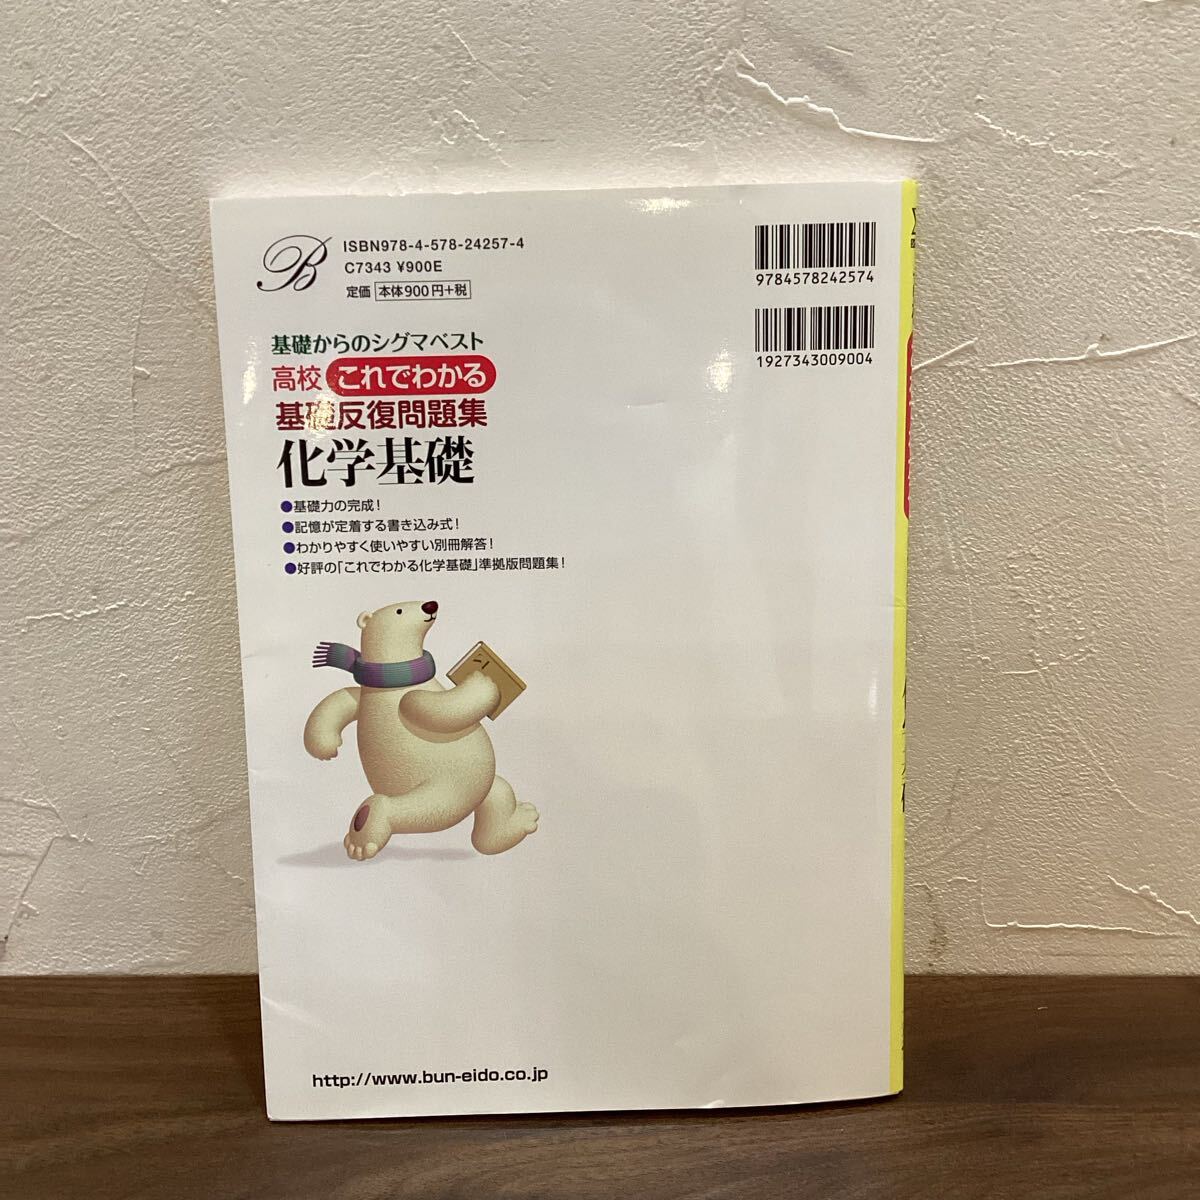 B
ISBN978-4-578-24257-4
C7343 ¥900E
定価 本体900円+税
9784578242574
1927343009004
基礎からのシグマベスト
高校 これでわかる
基礎反復問題集
化学基礎
●基礎力の完成!
●記憶が定着する書き込み式!
●わかりやすく使いやすい別冊解答!
●好評の「これでわかる化学基礎」準拠版問題集!
http://www.bun-eido.co.jp